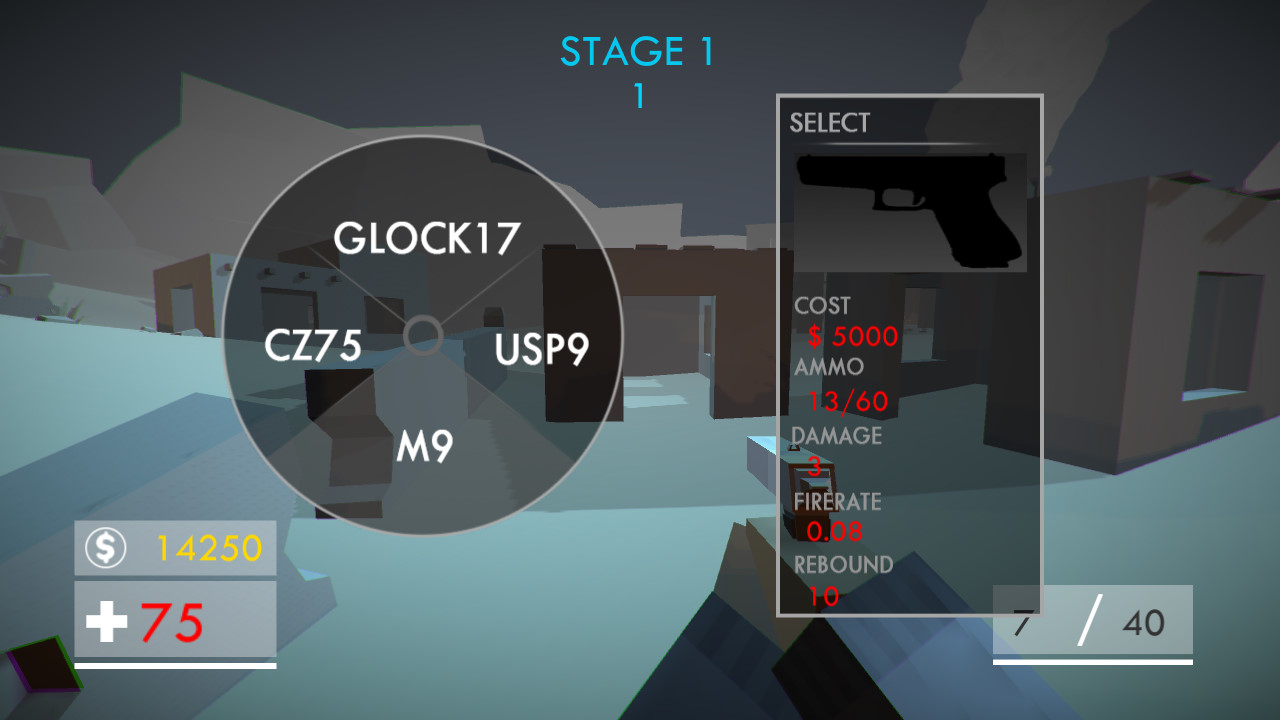 STAGE 1
1
GLOCK17
CZ75
USP9
M9
SELECT
COST
$ 5000
AMMO
13/60
DAMAGE
3
FIRERATE
0.08
REBOUND
10
$ 14250
75
7 / 40